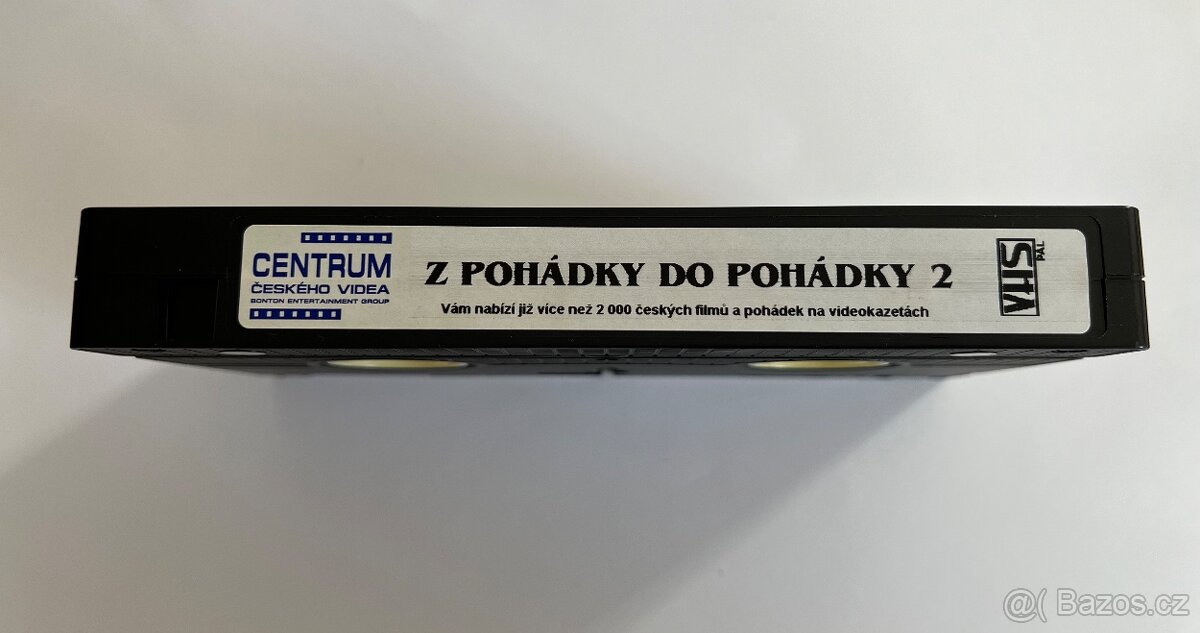 CENTRUM
ČESKÉHO VIDEA
BONTON ENTERTAINMENT GROUP
Z POHÁDKY DO POHÁDKY 2
Vám nabízí již více než 2 000 českých filmů a pohádek na videokazetách
VHS
PAL
@( Bazos.cz